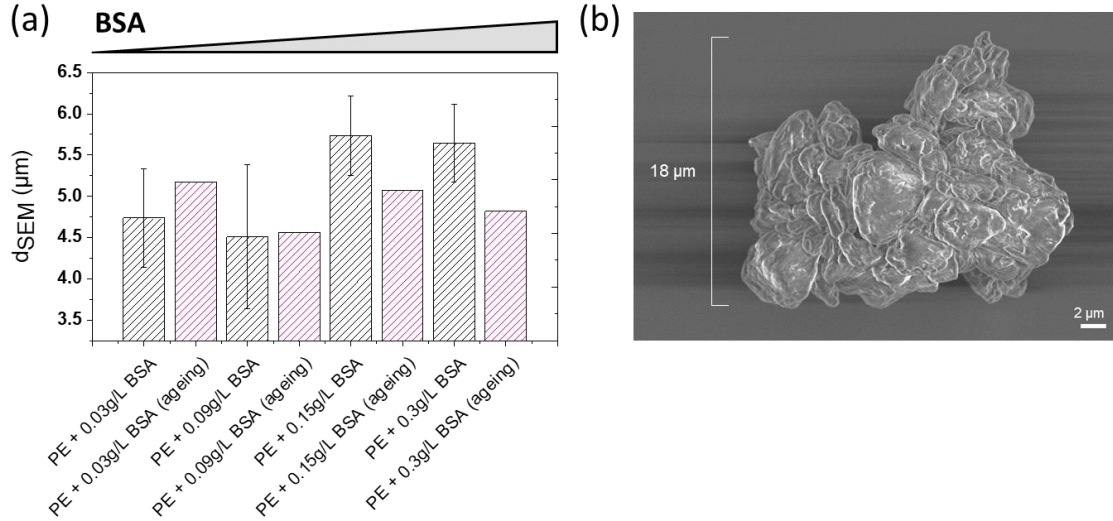 (a)
BSA
6.5
6.0
5.5
5.0
4.5
4.0
3.5
dSEM (µm)
PE + 0.03g/L BSA
PE + 0.03g/L BSA (ageing)
PE + 0.09g/L BSA
PE + 0.09g/L BSA (ageing)
PE + 0.15g/L BSA
PE + 0.15g/L BSA (ageing)
PE + 0.3g/L BSA
PE + 0.3g/L BSA (ageing)
(b)
18 µm
2 µm